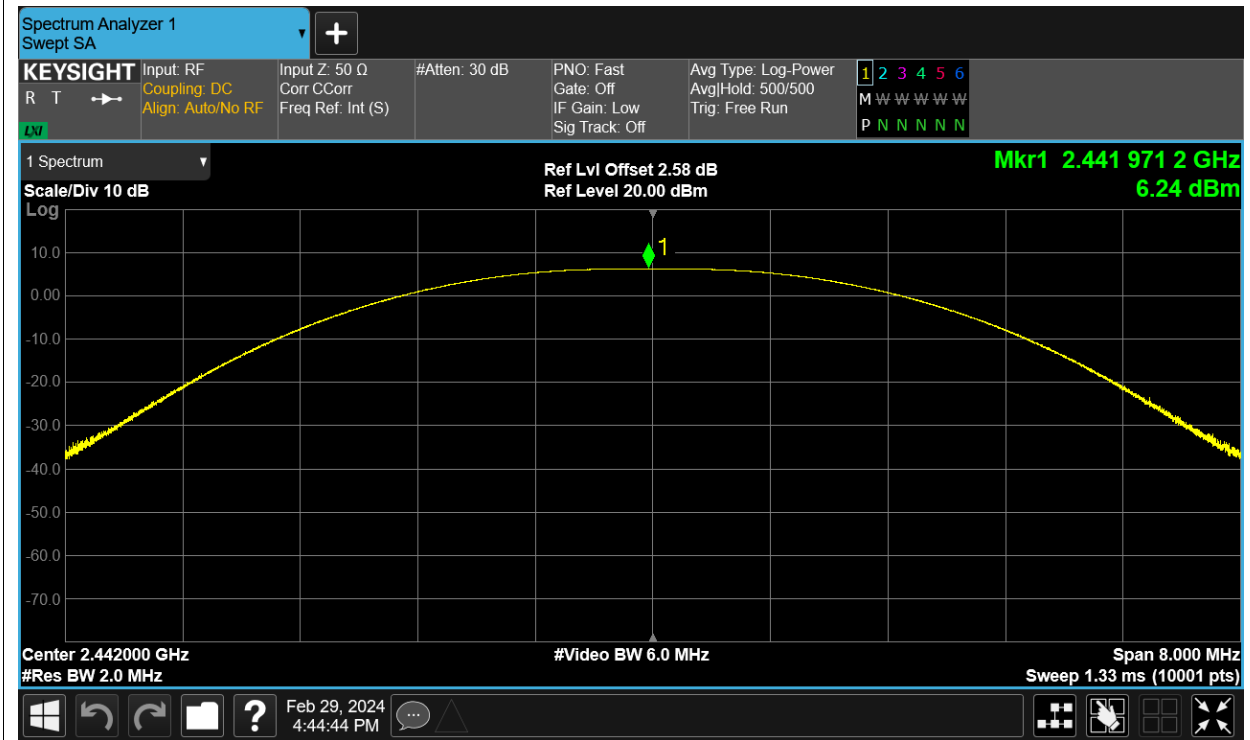 Spectrum Analyzer 1
Swept SA
KEYSIGHT
R T
LXI
Input: RF
Coupling: DC
Align: Auto/No RF
Input Z: 50 Ω
Corr CCorr
Freq Ref: Int (S)
#Atten: 30 dB
PNO: Fast
Gate: Off
IF Gain: Low
Sig Track: Off
Avg Type: Log-Power
Avg|Hold: 500/500
Trig: Free Run
1 2 3 4 5 6
M W W W W W W
P N N N N N N
1 Spectrum
Scale/Div 10 dB
Log
Ref Lvl Offset 2.58 dB
Ref Level 20.00 dBm
Mkr1 2.441 971 2 GHz
6.24 dBm
1
10.0
0.00
-10.0
-20.0
-30.0
-40.0
-50.0
-60.0
-70.0
Center 2.442000 GHz
#Res BW 2.0 MHz
#Video BW 6.0 MHz
Span 8.000 MHz
Sweep 1.33 ms (10001 pts)
?
Feb 29, 2024
4:44:44 PM